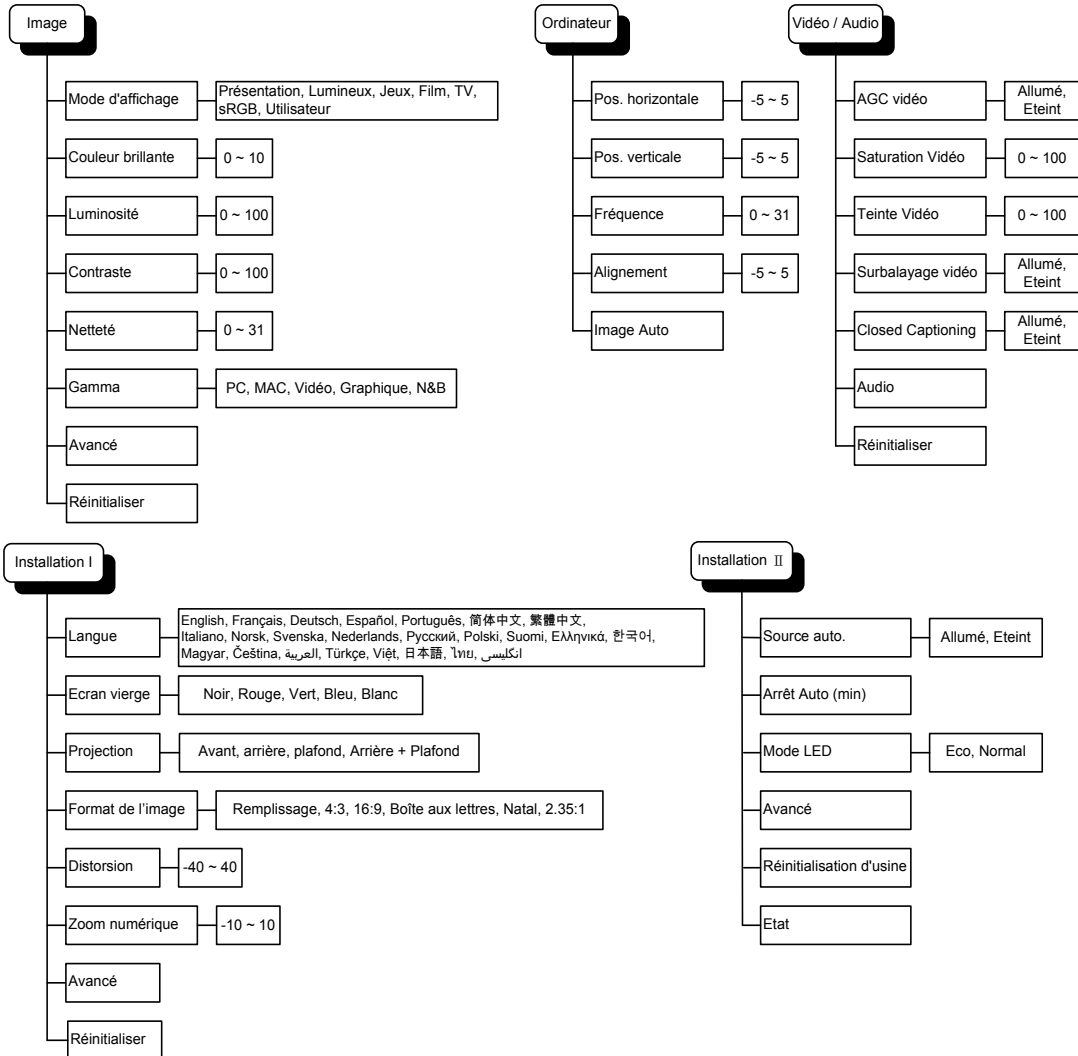 Image
Mode d'affichage
Présentation, Lumineux, Jeux, Film, TV,
sRGB, Utilisateur
Couleur brillante
0 ~ 10
Luminosité
0 ~ 100
Contraste
0 ~ 100
Netteté
0 ~ 31
Gamma
PC, MAC, Vidéo, Graphique, N&B
Avancé
Réinitialiser
Ordinateur
Pos. horizontale
-5 ~ 5
Pos. verticale
-5 ~ 5
Fréquence
0 ~ 31
Alignement
-5 ~ 5
Image Auto
Vidéo / Audio
AGC vidéo
Allumé,
Eteint
Saturation Vidéo
0 ~ 100
Teinte Vidéo
0 ~ 100
Surbalayage vidéo
Allumé,
Eteint
Closed Captioning
Allumé,
Eteint
Audio
Réinitialiser
Installation I
Langue
English, Français, Deutsch, Español, Português, 简体中文, 繁體中文,
Italiano, Norsk, Svenska, Nederlands, Русский, Polski, Suomi, Ελληνικά, 한국어,
Magyar, Čeština, العربية, Türkçe, Việt, 日本語, ไทย, انكليسى
Ecran vierge
Noir, Rouge, Vert, Bleu, Blanc
Projection
Avant, arrière, plafond, Arrière + Plafond
Format de l'image
Remplissage, 4:3, 16:9, Boîte aux lettres, Natal, 2.35:1
Distorsion
-40 ~ 40
Zoom numérique
-10 ~ 10
Avancé
Réinitialiser
Installation Ⅱ
Source auto.
Allumé, Eteint
Arrêt Auto (min)
Mode LED
Eco, Normal
Avancé
Réinitialisation d'usine
Etat